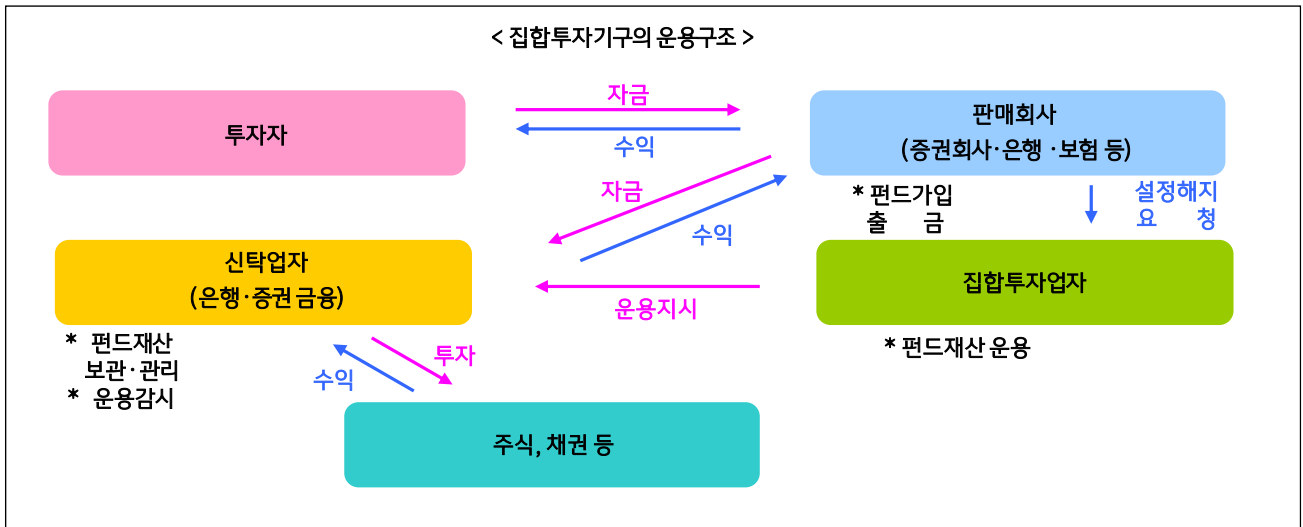 < 집합투자기구의 운용구조 >
자금
수익
투자자
판매회사
(증권회사·은행 ·보험 등)
자금
수익
* 펀드가입
출 금
설정해지
요 청
신탁업자
(은행·증권 금융)
집합투자업자
운용지시
* 펀드재산
보관·관리
* 운용감시
* 펀드재산 운용
투자
수익
주식, 채권 등